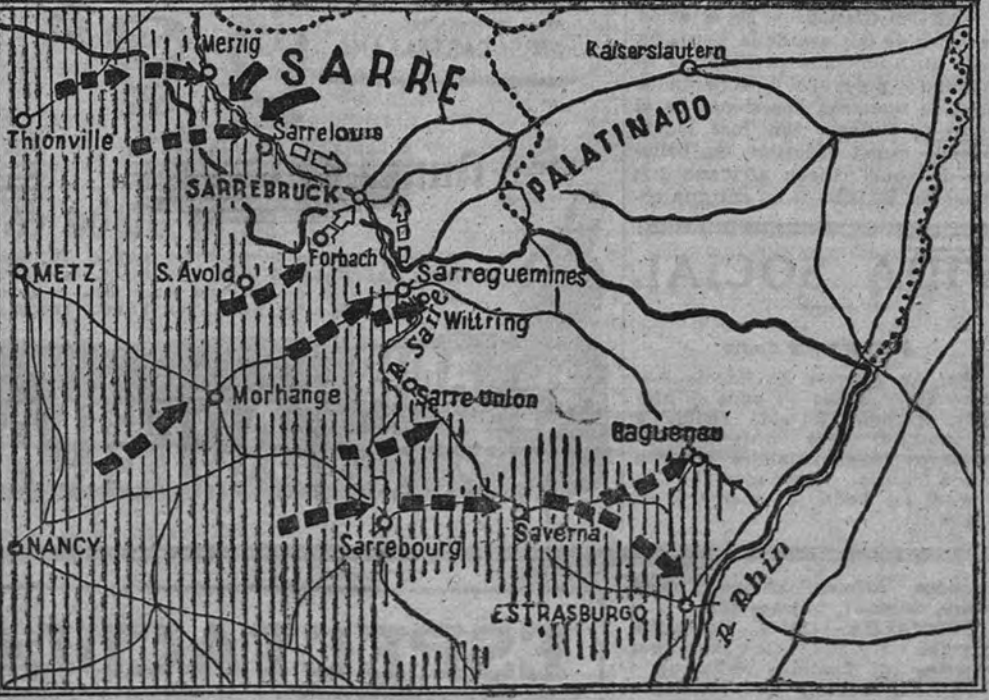 Merzig
SARRE
Kaiserslautern
Thionville
Sarrelouis
PALATINADO
SARREBRUCK
Forbach
METZ
S. Avold
Sarreguemines
Wittring
R. Sarre
Morhange
Sarre-Union
Haguenau
NANCY
Sarrebourg
Saverna
ESTRASBURGO
R. Rhin